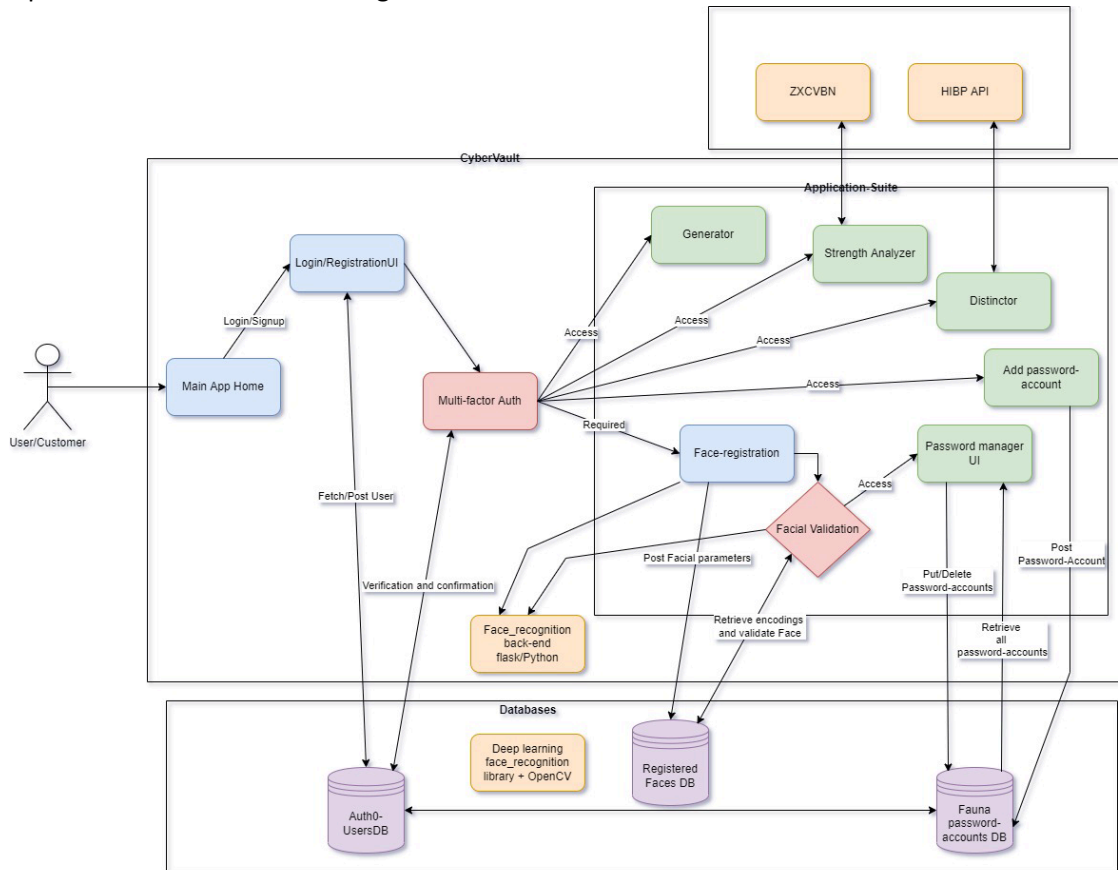 ZXCVBN
HIBP API
CyberVault
Application-Suite
Generator
Strength Analyzer
Login/RegistrationUI
Distinctor
Login/Signup
Access
Access
Access
Main App Home
Multi-factor Auth
Access
Add password-
account
User/Customer
Required
Face-registration
Password manager
UI
Access
Fetch/Post User
Facial Validation
Post Facial parameters
Post
Password-Account
Verification and confirmation
Put/Delete
Password-accounts
Retrieve encodings
and validate Face
Face_recognition
back-end
flask/Python
Retrieve
all
password-accounts
Databases
Deep learning
face_recognition
library + OpenCV
Registered
Faces DB
Auth0-
UsersDB
Fauna
password-
accounts DB